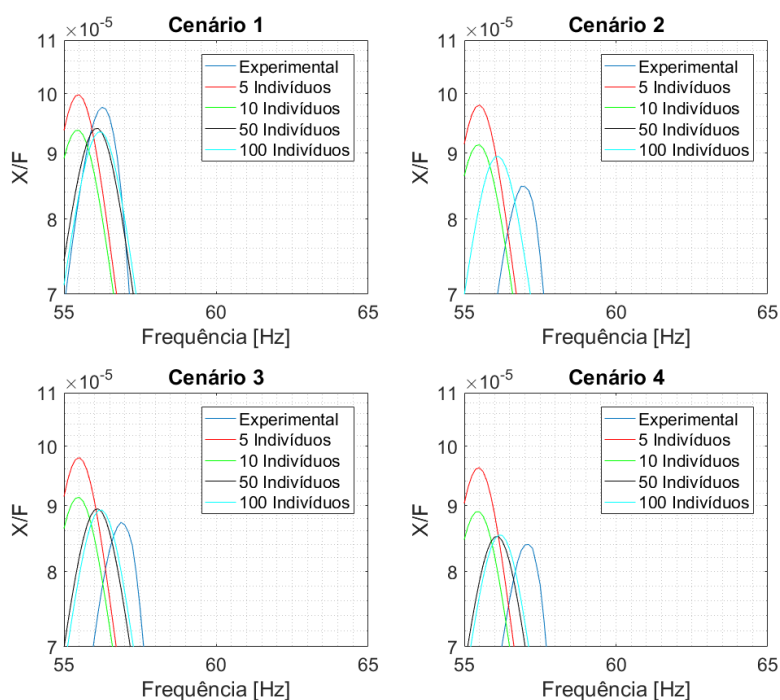 Cenário 1
×10⁻⁵
11
10
9
8
7
X/F
55
60
65
Frequência [Hz]
Experimental
5 Indivíduos
10 Indivíduos
50 Indivíduos
100 Indivíduos
Cenário 2
×10⁻⁵
11
10
9
8
7
X/F
55
60
65
Frequência [Hz]
Experimental
5 Indivíduos
10 Indivíduos
50 Indivíduos
100 Indivíduos
Cenário 3
×10⁻⁵
11
10
9
8
7
X/F
55
60
65
Frequência [Hz]
Experimental
5 Indivíduos
10 Indivíduos
50 Indivíduos
100 Indivíduos
Cenário 4
×10⁻⁵
11
10
9
8
7
X/F
55
60
65
Frequência [Hz]
Experimental
5 Indivíduos
10 Indivíduos
50 Indivíduos
100 Indivíduos